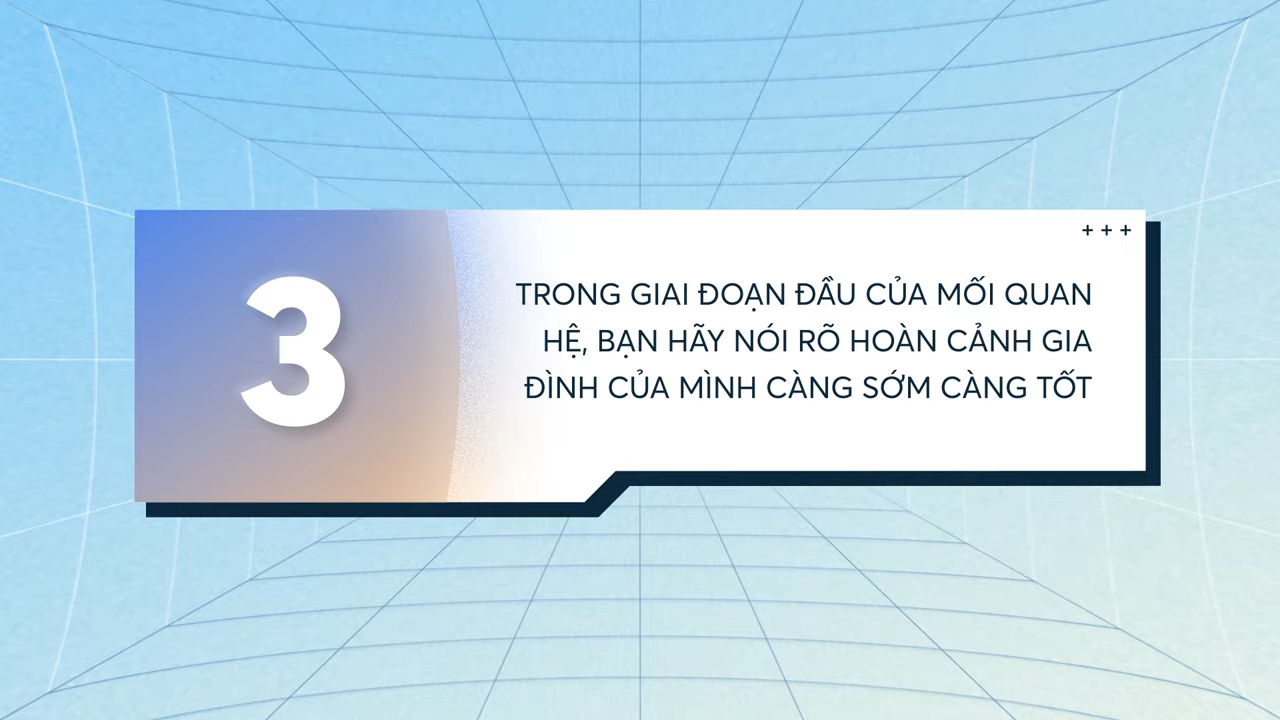 3
+ + +
TRONG GIAI ĐOẠN ĐẦU CỦA MỐI QUAN
HỆ, BẠN HÃY NÓI RÕ HOÀN CẢNH GIA
ĐÌNH CỦA MÌNH CÀNG SỚM CÀNG TỐT